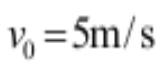 v₀ = 5m/s